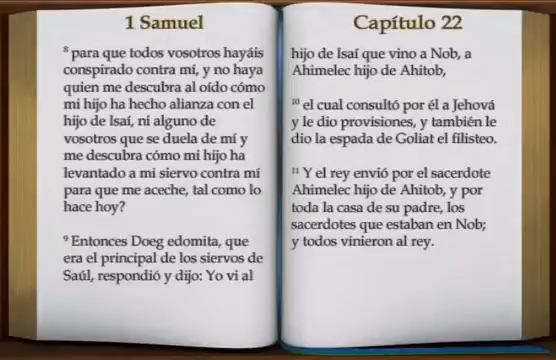 1 Samuel
⁸ para que todos vosotros hayáis
conspirado contra mí, y no haya
quien me descubra al oído cómo
mi hijo ha hecho alianza con el
hijo de Isaí, ni alguno de
vosotros que se duela de mí y
me descubra cómo mi hijo ha
levantado a mi siervo contra mí
para que me aceche, tal como lo
hace hoy?
⁹ Entonces Doeg edomita, que
era el principal de los siervos de
Saúl, respondió y dijo: Yo vi al
Capítulo 22
hijo de Isaí que vino a Nob, a
Ahimelec hijo de Ahitob,
¹⁰ el cual consultó por él a Jehová
y le dio provisiones, y también le
dio la espada de Goliat el filisteo.
¹¹ Y el rey envió por el sacerdote
Ahimelec hijo de Ahitob, y por
toda la casa de su padre, los
sacerdotes que estaban en Nob;
y todos vinieron al rey.